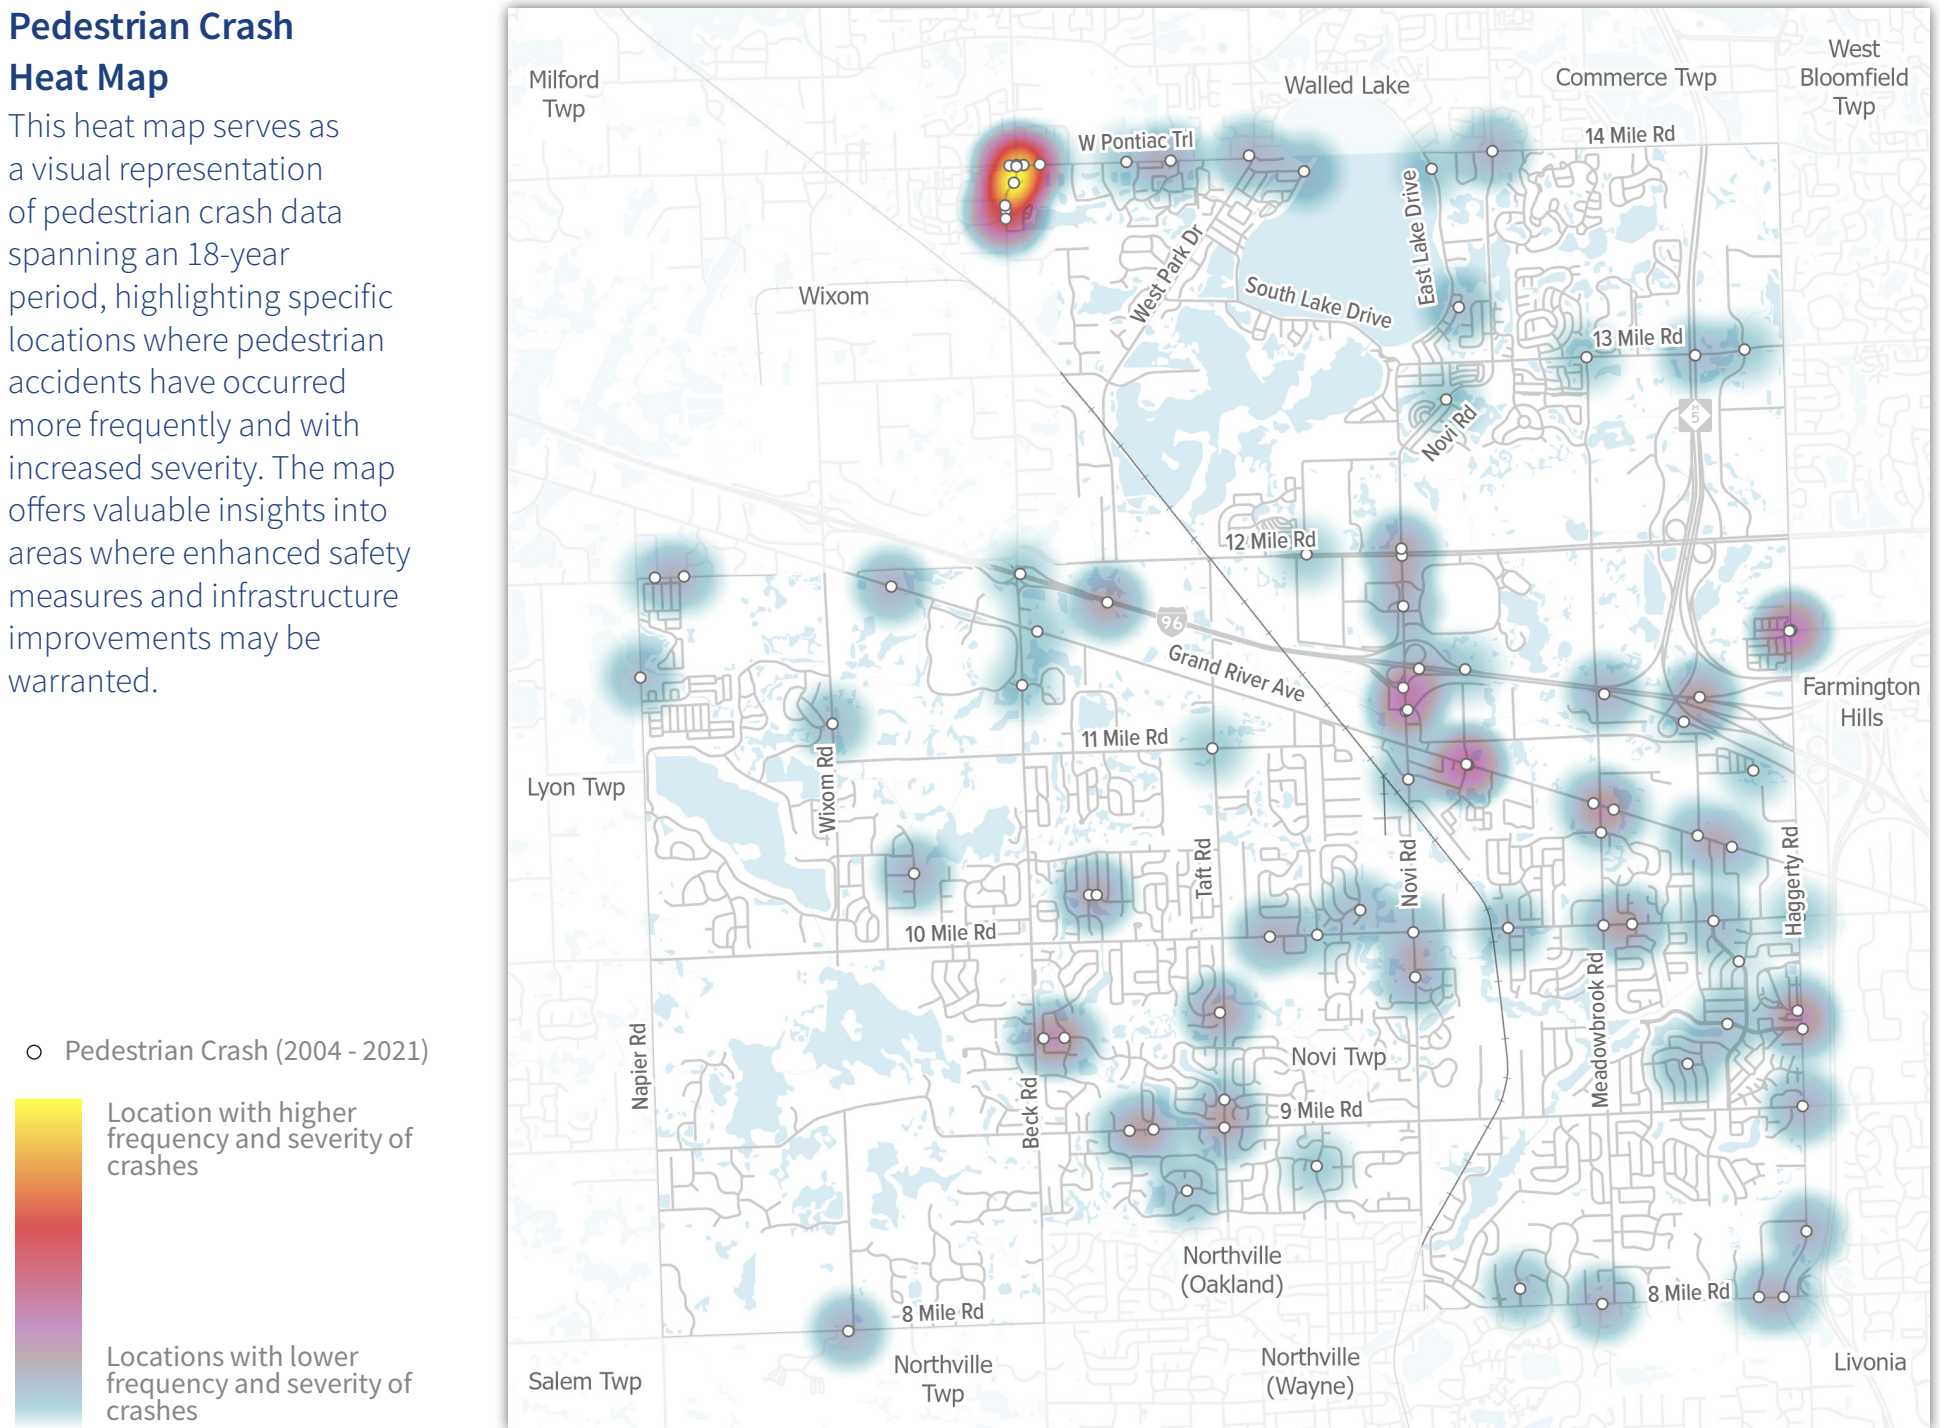 Pedestrian Crash
Heat Map
This heat map serves as
a visual representation
of pedestrian crash data
spanning an 18-year
period, highlighting specific
locations where pedestrian
accidents have occurred
more frequently and with
increased severity. The map
offers valuable insights into
areas where enhanced safety
measures and infrastructure
improvements may be
warranted.
Pedestrian Crash (2004 - 2021)
Location with higher
frequency and severity of
crashes
Locations with lower
frequency and severity of
crashes
Milford
Twp
Walled Lake
Commerce Twp
West
Bloomfield
Twp
W Pontiac Trl
14 Mile Rd
East Lake Drive
West Park Dr
Wixom
South Lake Drive
13 Mile Rd
M
5
Novi Rd
12 Mile Rd
96
Grand River Ave
Farmington
Hills
11 Mile Rd
Lyon Twp
Wixom Rd
Taft Rd
Novi Rd
Haggerty Rd
10 Mile Rd
Meadowbrook Rd
Napier Rd
Beck Rd
Novi Twp
9 Mile Rd
Northville
(Oakland)
8 Mile Rd
8 Mile Rd
Salem Twp
Northville
Twp
Northville
(Wayne)
Livonia